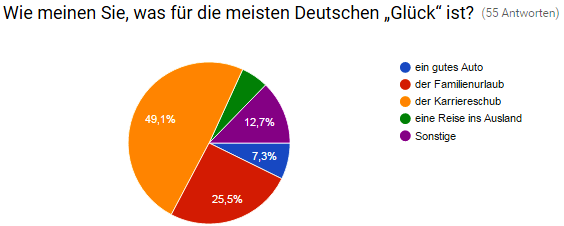 Wie meinen Sie, was für die meisten Deutschen „Glück“ ist? (55 Antworten)
ein gutes Auto
der Familienurlaub
der Karriereschub
eine Reise ins Ausland
Sonstige
49,1%
12,7%
7,3%
25,5%